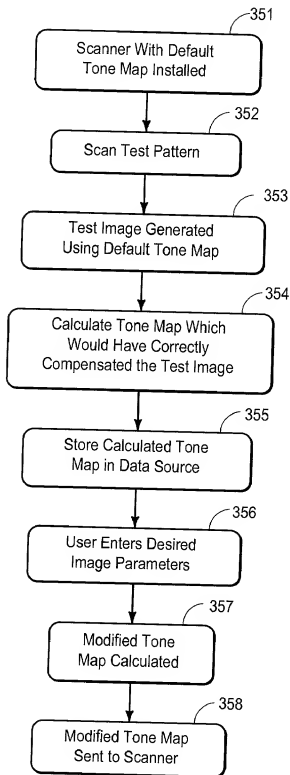 351
Scanner With Default
Tone Map Installed
352
Scan Test Pattern
353
Test Image Generated
Using Default Tone Map
354
Calculate Tone Map Which
Would Have Correctly
Compensated the Test Image
355
Store Calculated Tone
Map in Data Source
356
User Enters Desired
Image Parameters
357
Modified Tone
Map Calculated
358
Modified Tone Map
Sent to Scanner